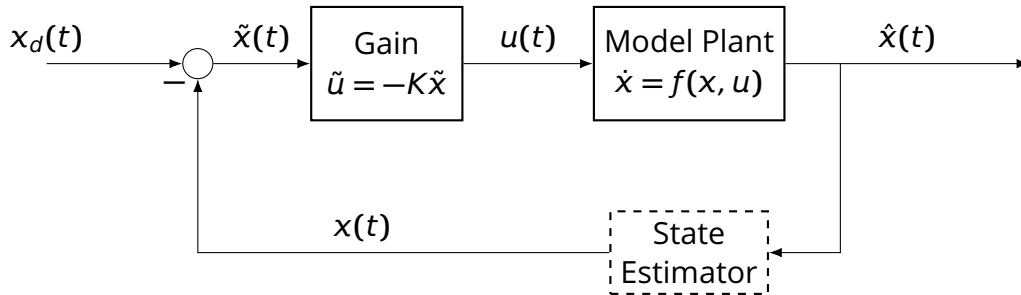 x_d(t)
x̃(t)
Gain
ũ = −Kx̃
u(t)
Model Plant
ẋ = f(x, u)
x̂(t)
−
x(t)
State
Estimator